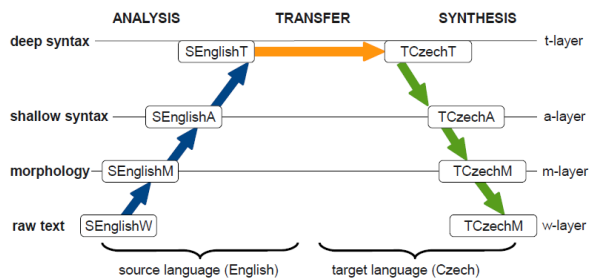 ANALYSIS TRANSFER SYNTHESIS
deep syntax SEnglishT TCzechT t-layer
shallow syntax SEnglishA TCzechA a-layer
morphology SEnglishM TCzechM m-layer
raw text SEnglishW TCzechM w-layer
source language (English) target language (Czech)